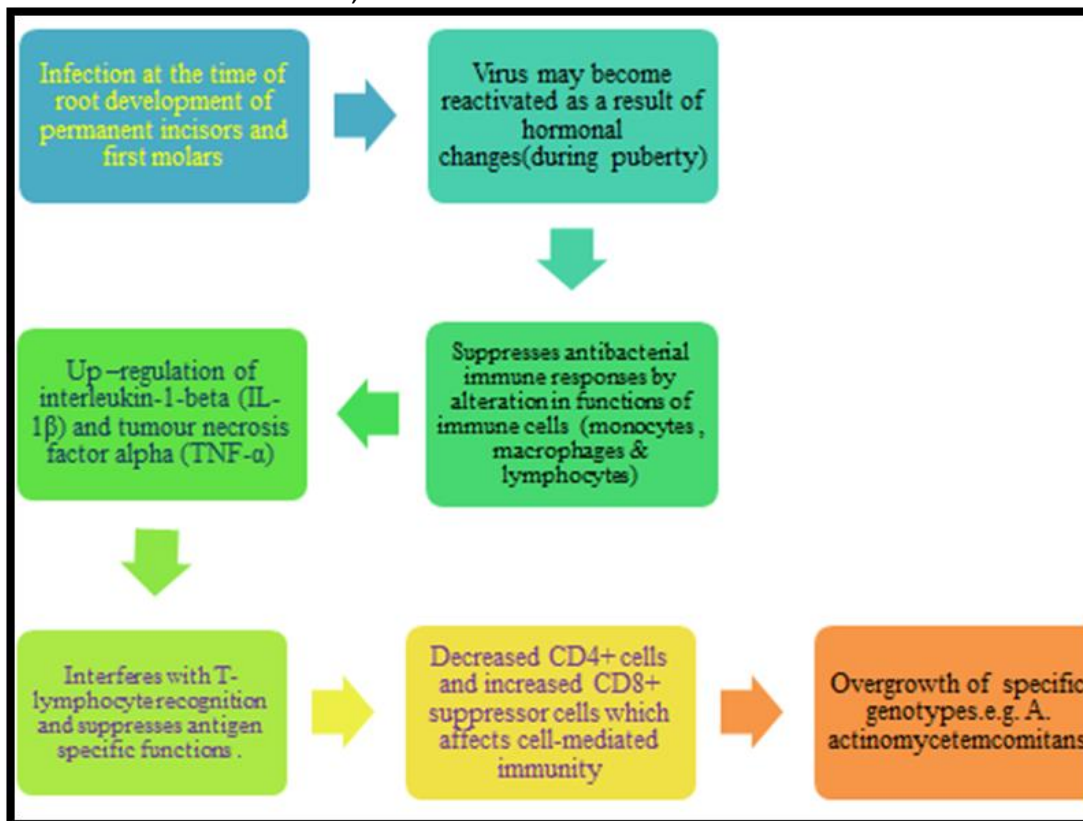 Infection at the time of
root development of
permanent incisors and
first molars
Virus may become
reactivated as a result of
hormonal
changes(during puberty)
Suppresses antibacterial
immune responses by
alteration in functions of
immune cells (monocytes ,
macrophages &
lymphocytes)
Up –regulation of
interleukin-1-beta (IL-
1β) and tumour necrosis
factor alpha (TNF-α)
Interferes with T-
lymphocyte recognition
and suppresses antigen
specific functions .
Decreased CD4+ cells
and increased CD8+
suppressor cells which
affects cell-mediated
immunity
Overgrowth of specific
genotypes.e.g. A.
actinomycetemcomitans